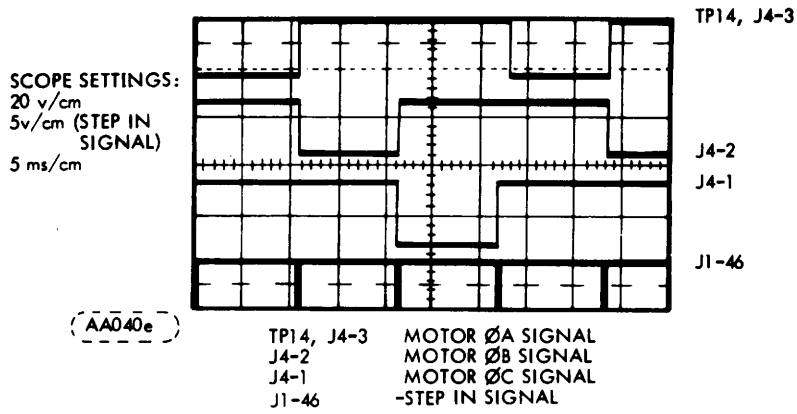 TP14, J4-3
SCOPE SETTINGS:
20 v/cm
5v/cm (STEP IN
SIGNAL)
5 ms/cm
J4-2
J4-1
J1-46
AA040e
TP14, J4-3 MOTOR ØA SIGNAL
J4-2 MOTOR ØB SIGNAL
J4-1 MOTOR ØC SIGNAL
J1-46 -STEP IN SIGNAL